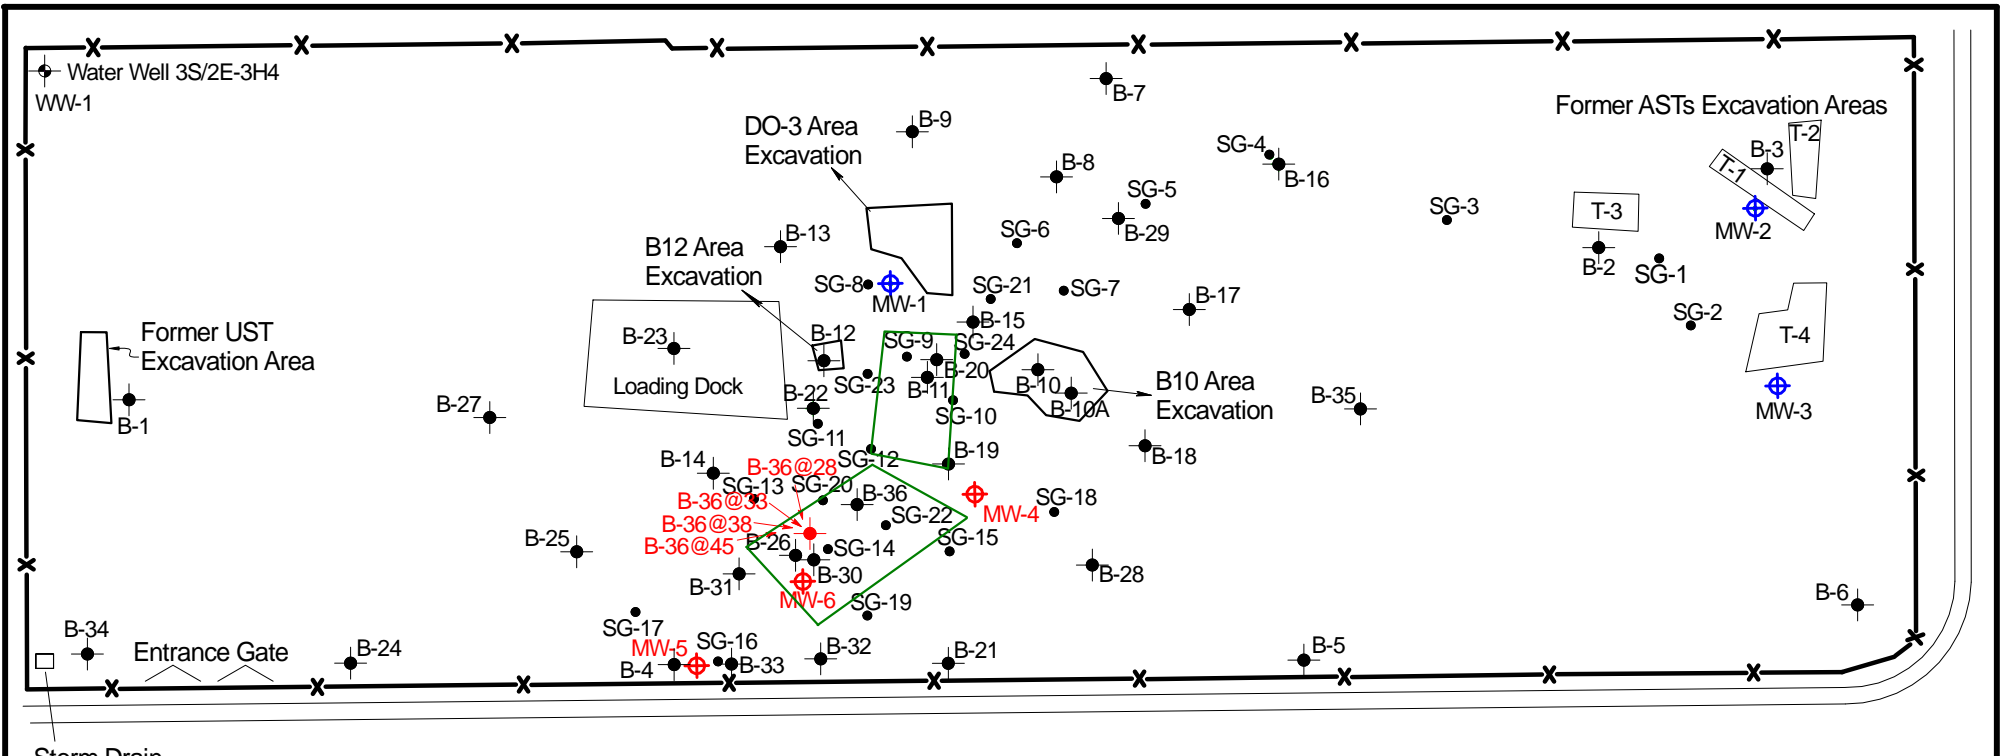 Water Well 3S/2E-3H4
WW-1
B-7
Former ASTs Excavation Areas
DO-3 Area
Excavation
B-9
T-2
B-3
T-1
SG-4
B-16
B-8
SG-5
B-29
SG-3
T-3
MW-2
B-13
SG-6
B12 Area
Excavation
B-2
SG-1
SG-8
MW-1
SG-21
SG-7
B-17
SG-2
B-15
T-4
Former UST
Excavation Area
B-23
B-12
SG-9
SG-24
B-20
B-10
B10 Area
Excavation
Loading Dock
SG-23
B-11
B-22
B-10A
B-35
MW-3
B-1
B-27
SG-10
SG-11
B-19
B-18
SG-12
B-14
B-36@28
SG-13
SG-20
B-36
B-36@33
SG-18
MW-4
B-36@38
SG-22
B-36@45
B-26
SG-14
SG-15
B-25
B-30
B-28
B-31
MW-6
SG-19
B-6
SG-17
B-34
Entrance Gate
B-24
MW-5
SG-16
B-4
B-33
B-32
B-21
B-5
Storm Drain